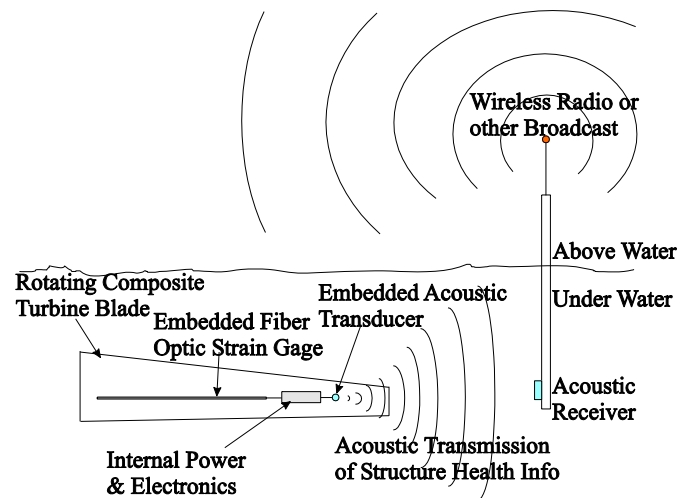 Wireless Radio or
other Broadcast
Above Water
Rotating Composite
Turbine Blade
Embedded Acoustic
Transducer
Under Water
Embedded Fiber
Optic Strain Gage
Acoustic
Receiver
Acoustic Transmission
of Structure Health Info
Internal Power
& Electronics